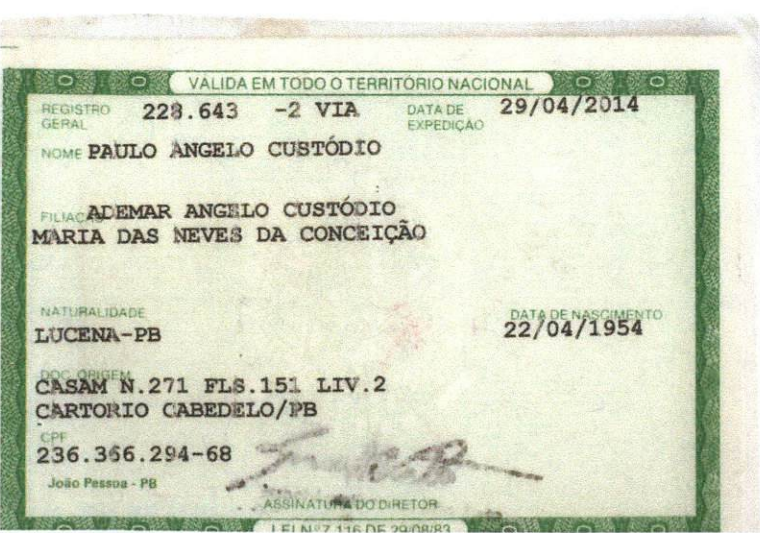 VALIDA EM TODO O TERRITÓRIO NACIONAL
REGISTRO GERAL 228.643 -2 VIA DATA DE EXPEDIÇÃO 29/04/2014
NOME PAULO ANGELO CUSTÓDIO
FILIAÇÃO ADEMAR ANGELO CUSTÓDIO
MARIA DAS NEVES DA CONCEIÇÃO
NATURALIDADE DATA DE NASCIMENTO
LUCENA-PB 22/04/1954
DOC ORIGEM
CASAM N.271 FLS.151 LIV.2
CARTORIO CABEDELO/PB
CPF
236.366.294-68
João Pessoa - PB
ASSINATURA DO DIRETOR
LEI Nº 7.116 DE 29/08/83